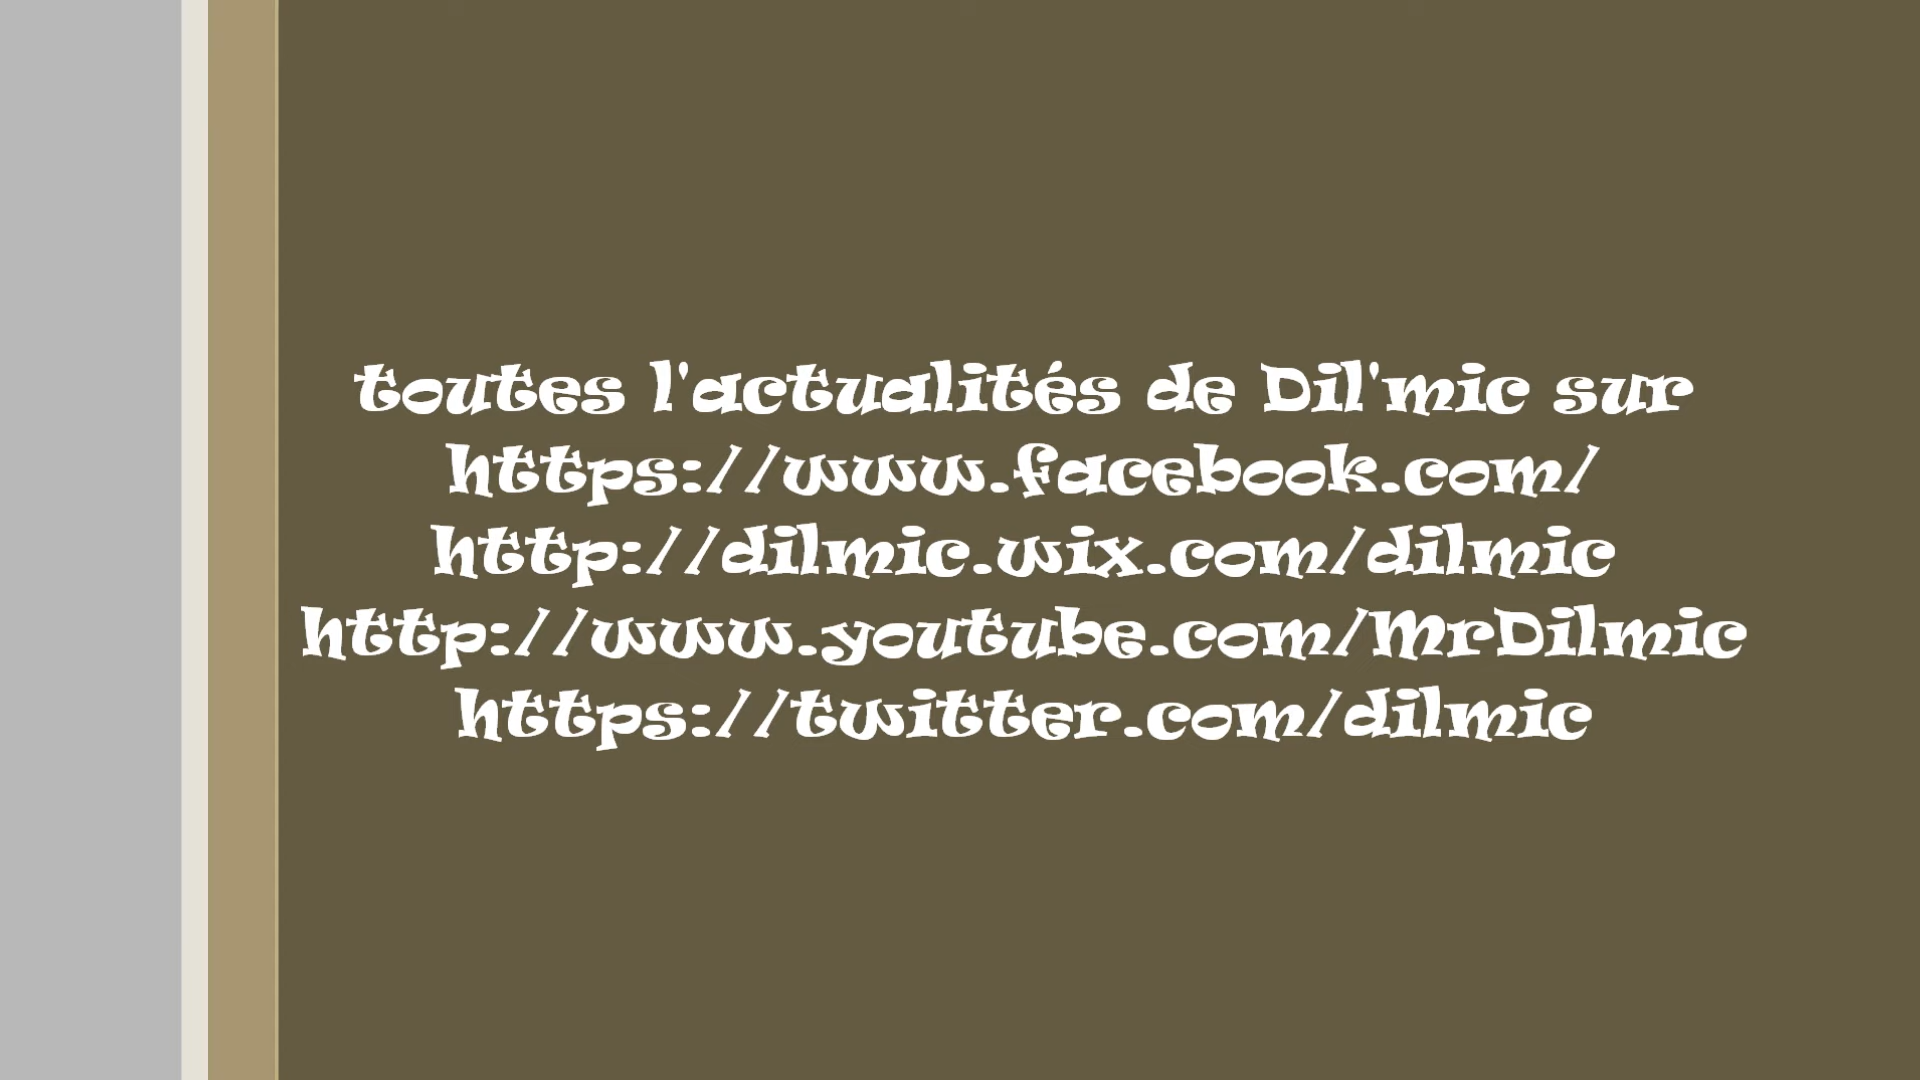 toutes l'actualités de Dil'mic sur
https://www.facebook.com/
http://dilmic.wix.com/dilmic
http://www.youtube.com/MrDilmic
https://twitter.com/dilmic